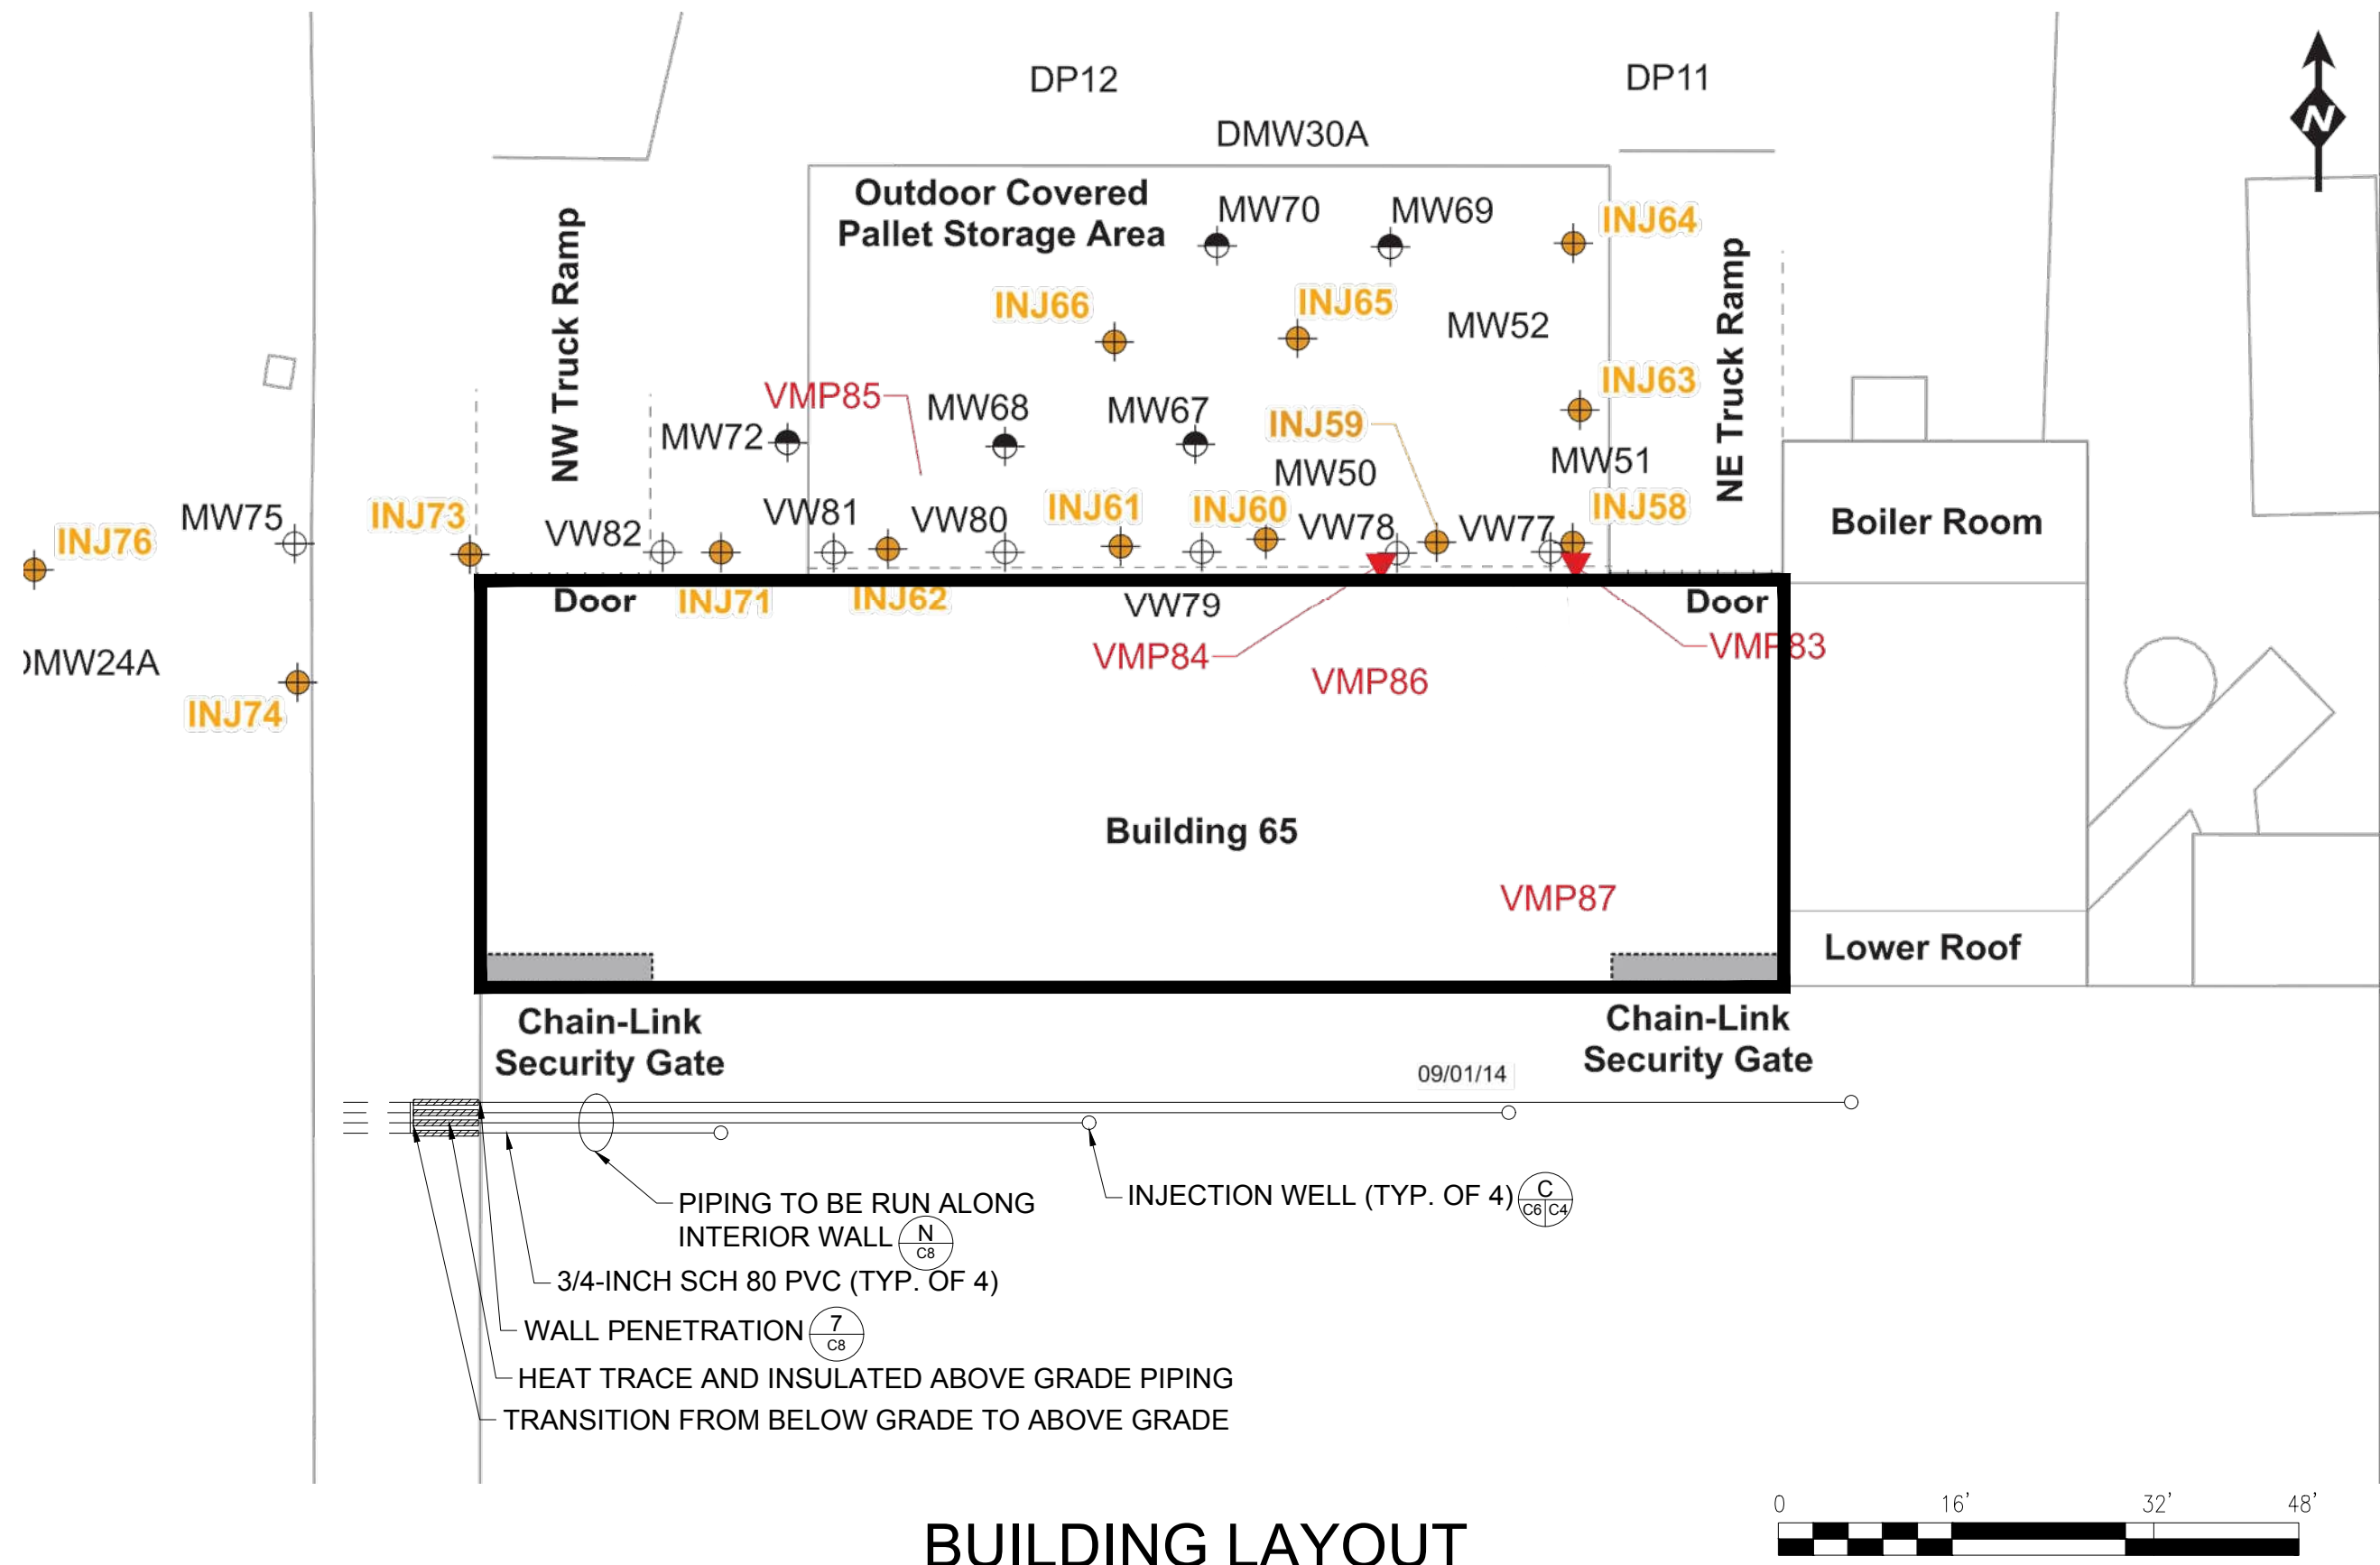 DP12
DP11
DMW30A
N
Outdoor Covered
Pallet Storage Area
MW70
MW69
INJ64
NW Truck Ramp
NE Truck Ramp
INJ66
INJ65
MW52
INJ63
VMP85
MW68
MW67
INJ59
MW72
MW50
MW51
MW75
INJ73
VW81
VW80
INJ61
INJ60
VW78
VW77
INJ58
Boiler Room
INJ76
VW82
Door
INJ71
INJ62
VW79
Door
VMP84
VMP83
MW24A
VMP86
INJ74
Building 65
VMP87
Lower Roof
Chain-Link
Security Gate
Chain-Link
Security Gate
09/01/14
PIPING TO BE RUN ALONG
INTERIOR WALL
N
C8
INJECTION WELL (TYP. OF 4)
C
C6 C4
3/4-INCH SCH 80 PVC (TYP. OF 4)
WALL PENETRATION
7
C8
HEAT TRACE AND INSULATED ABOVE GRADE PIPING
TRANSITION FROM BELOW GRADE TO ABOVE GRADE
0 16' 32' 48'
BUILDING LAYOUT